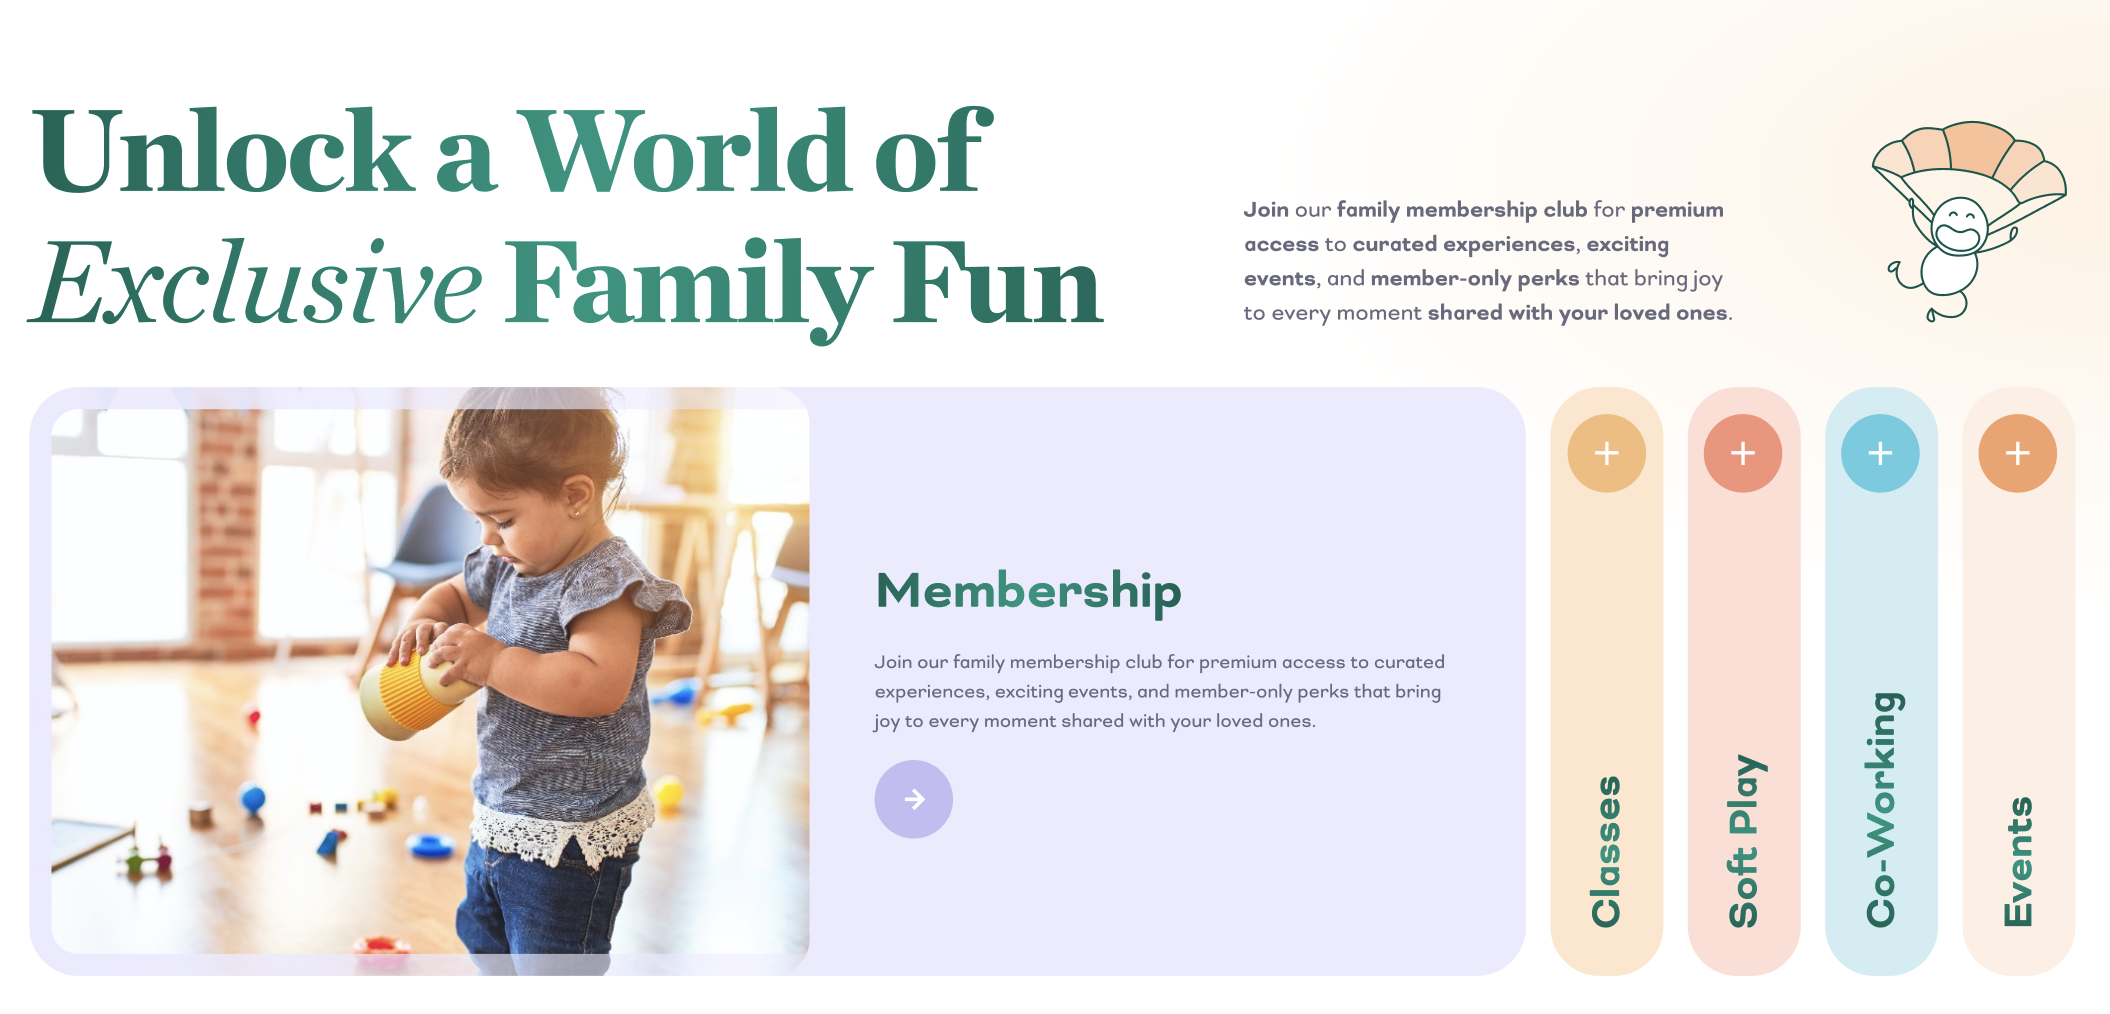 Unlock a World of
Exclusive Family Fun
Join our family membership club for premium
access to curated experiences, exciting
events, and member-only perks that bring joy
to every moment shared with your loved ones.
Membership
Join our family membership club for premium access to curated
experiences, exciting events, and member-only perks that bring
joy to every moment shared with your loved ones.
Classes
Soft Play
Co-Working
Events